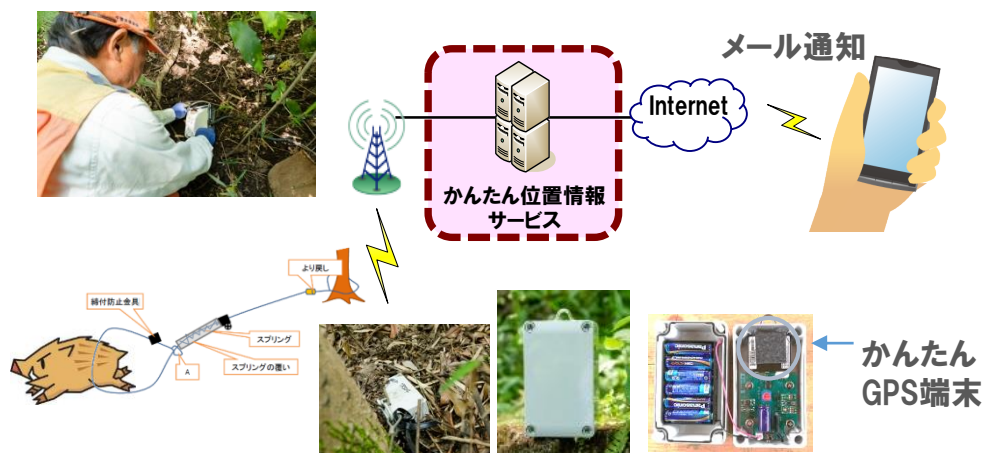 メール通知
Internet
かんたん位置情報
サービス
より戻し
締付防止金具
スプリング
スプリングの覆い
A
かんたん
GPS端末
Panasonic
Panasonic